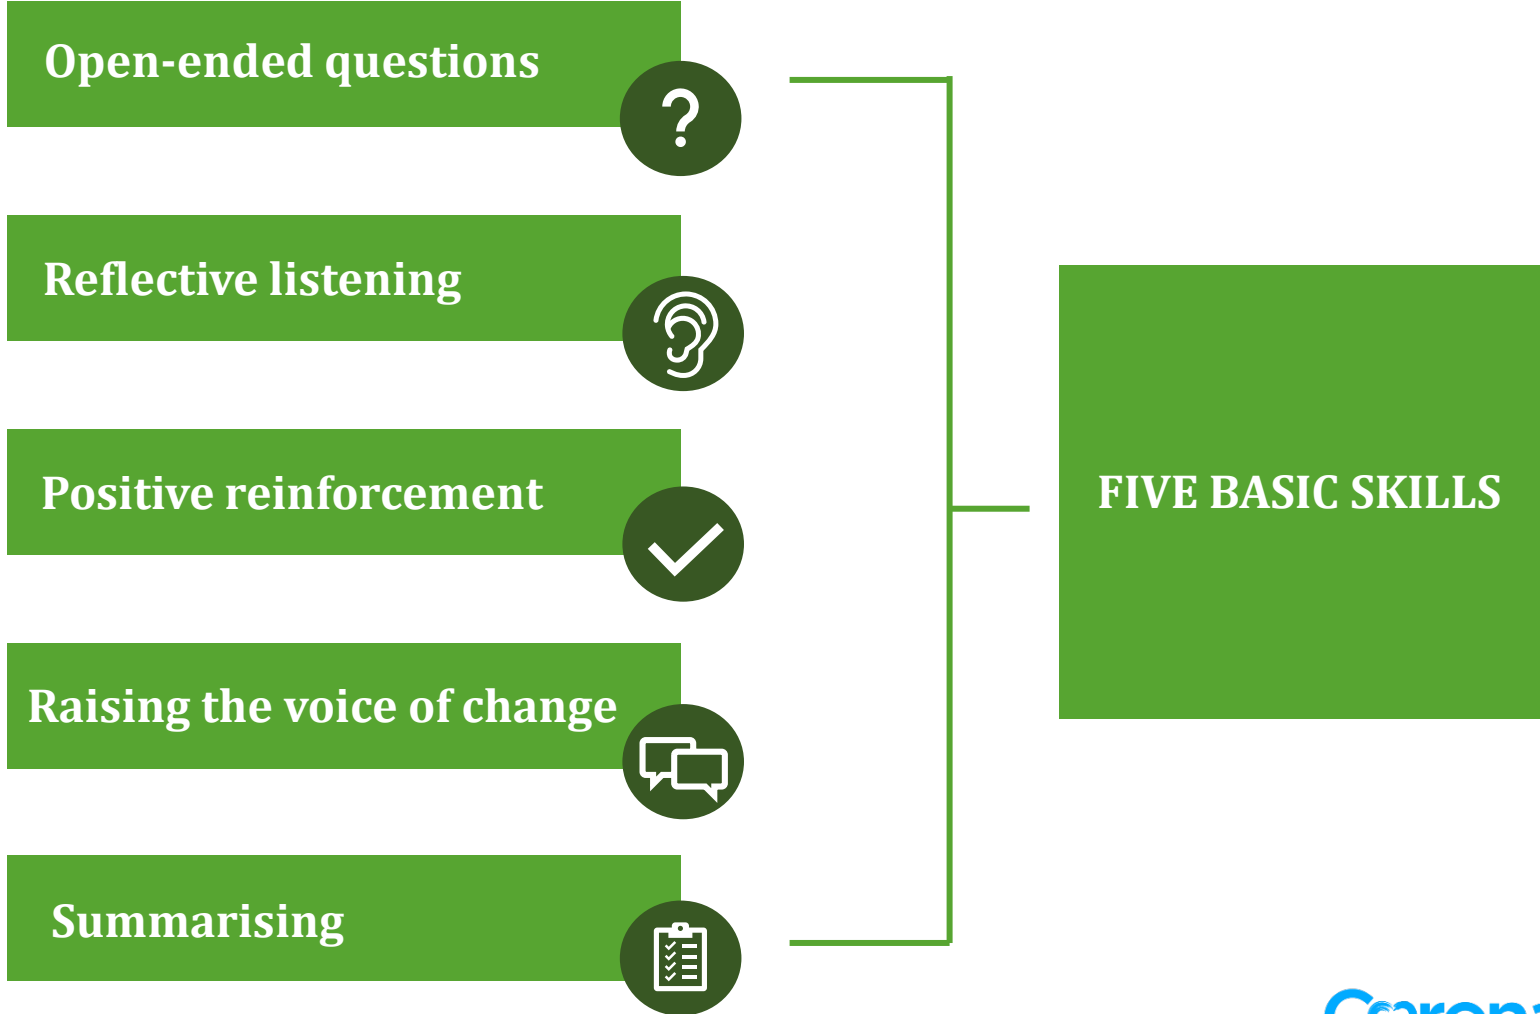 Open-ended questions
Reflective listening
Positive reinforcement
FIVE BASIC SKILLS
Raising the voice of change
Summarising